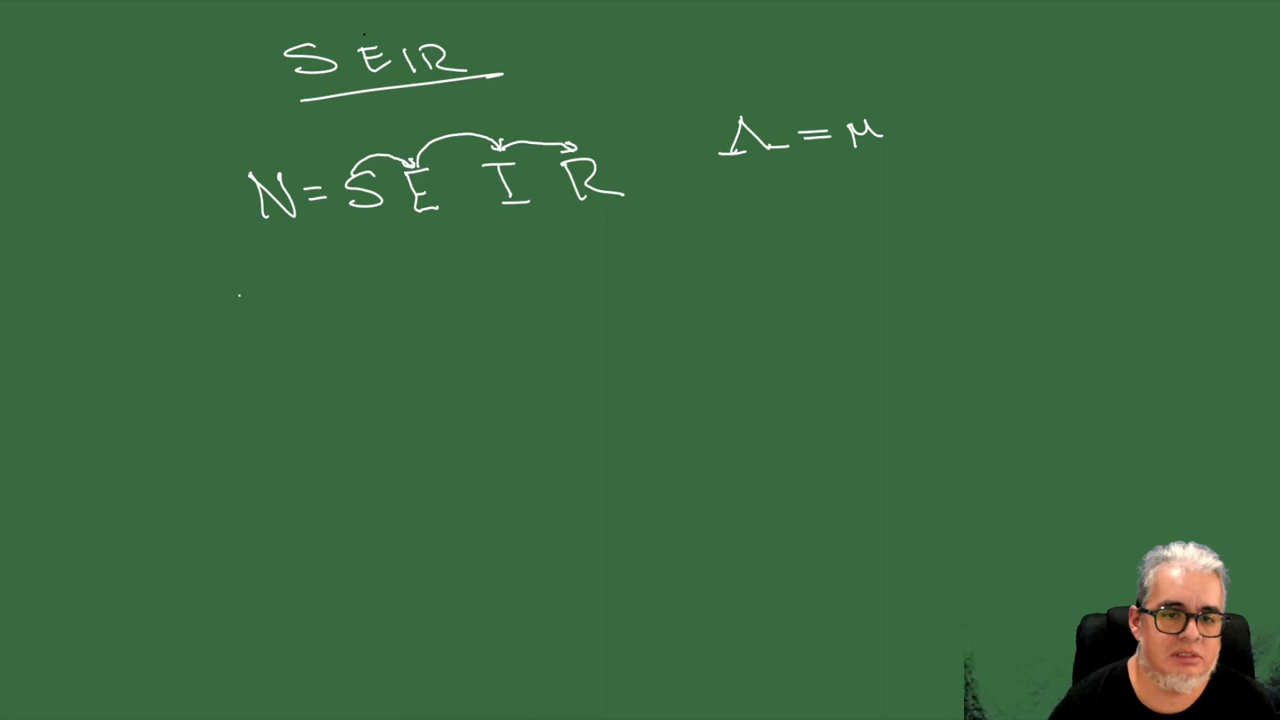 SEIR
N = S E I R
Λ = μ